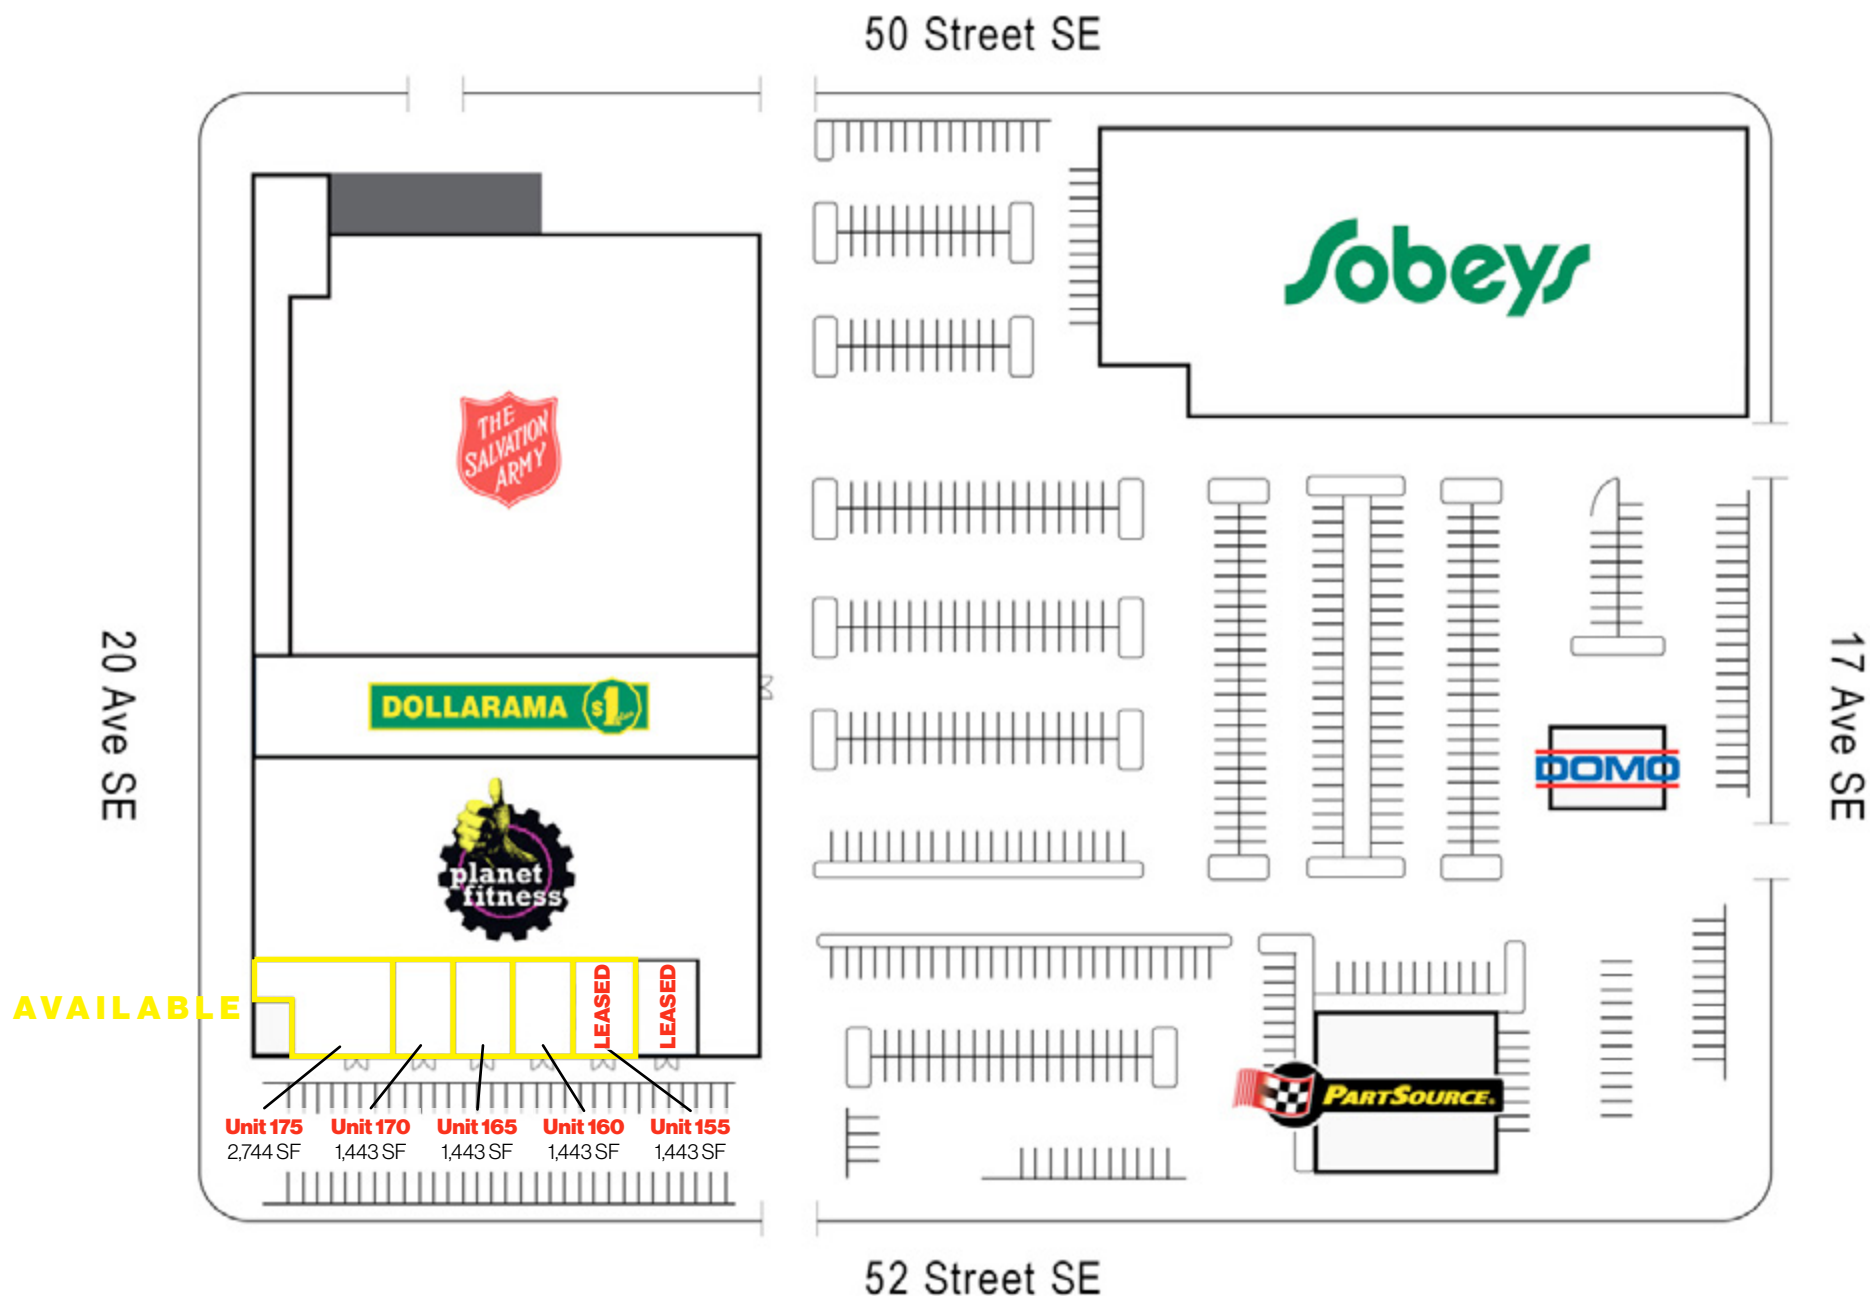 50 Street SE
Sobeys
THE
SALVATION
ARMY
20 Ave SE
17 Ave SE
DOLLARAMA $1
DOMO
planet
fitness
LEASED
LEASED
AVAILABLE
PARTSOURCE
Unit 175
2,744 SF
Unit 170
1,443 SF
Unit 165
1,443 SF
Unit 160
1,443 SF
Unit 155
1,443 SF
52 Street SE